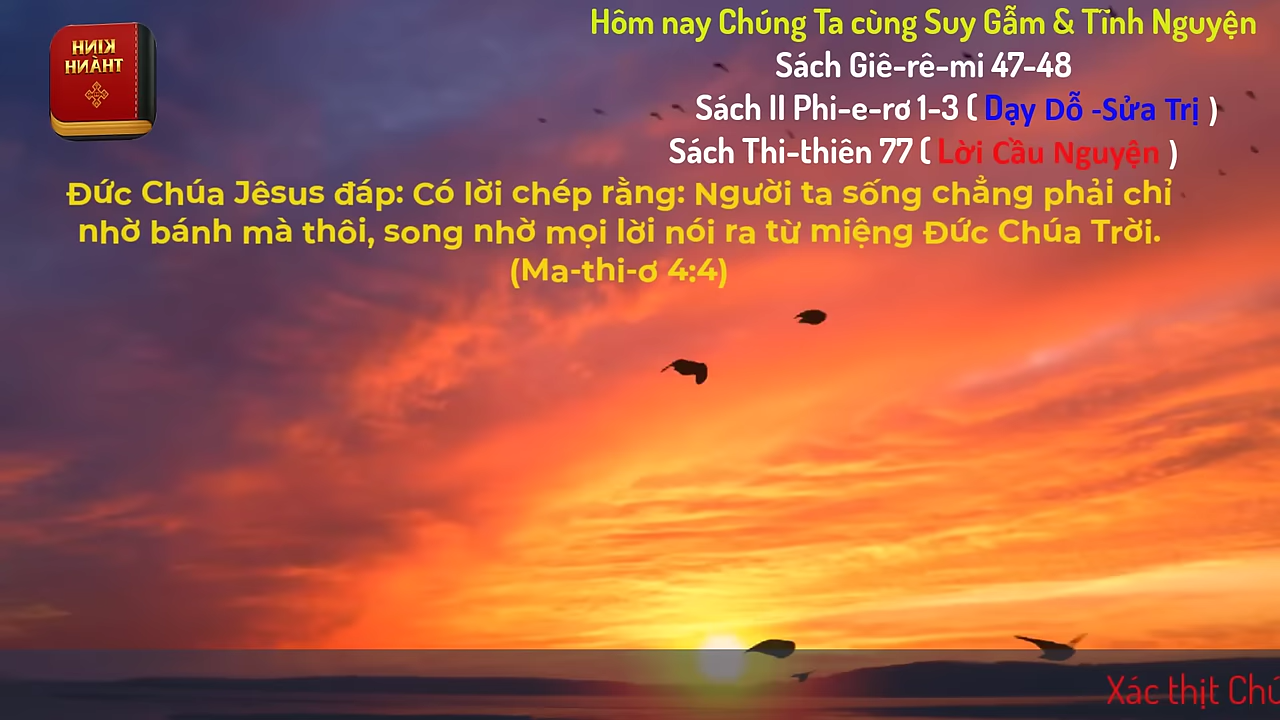 KINH
THÁNH
Hôm nay Chúng Ta cùng Suy Gẫm & Tĩnh Nguyện
Sách Giê-rê-mi 47-48
Sách II Phi-e-rơ 1-3 ( Dạy Dỗ -Sửa Trị )
Sách Thi-thiên 77 ( Lời Cầu Nguyện )
Đức Chúa Jêsus đáp: Có lời chép rằng: Người ta sống chẳng phải chỉ
nhờ bánh mà thôi, song nhờ mọi lời nói ra từ miệng Đức Chúa Trời.
(Ma-thi-ơ 4:4)
Xác thịt